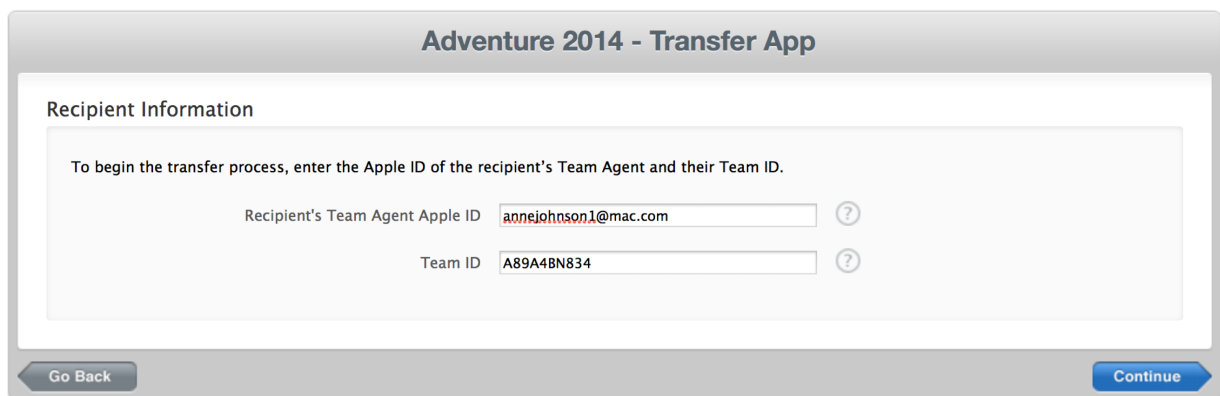 Adventure 2014 - Transfer App
Recipient Information
To begin the transfer process, enter the Apple ID of the recipient's Team Agent and their Team ID.
Recipient's Team Agent Apple ID annejohnson1@mac.com ?
Team ID A89A4BN834 ?
Go Back Continue